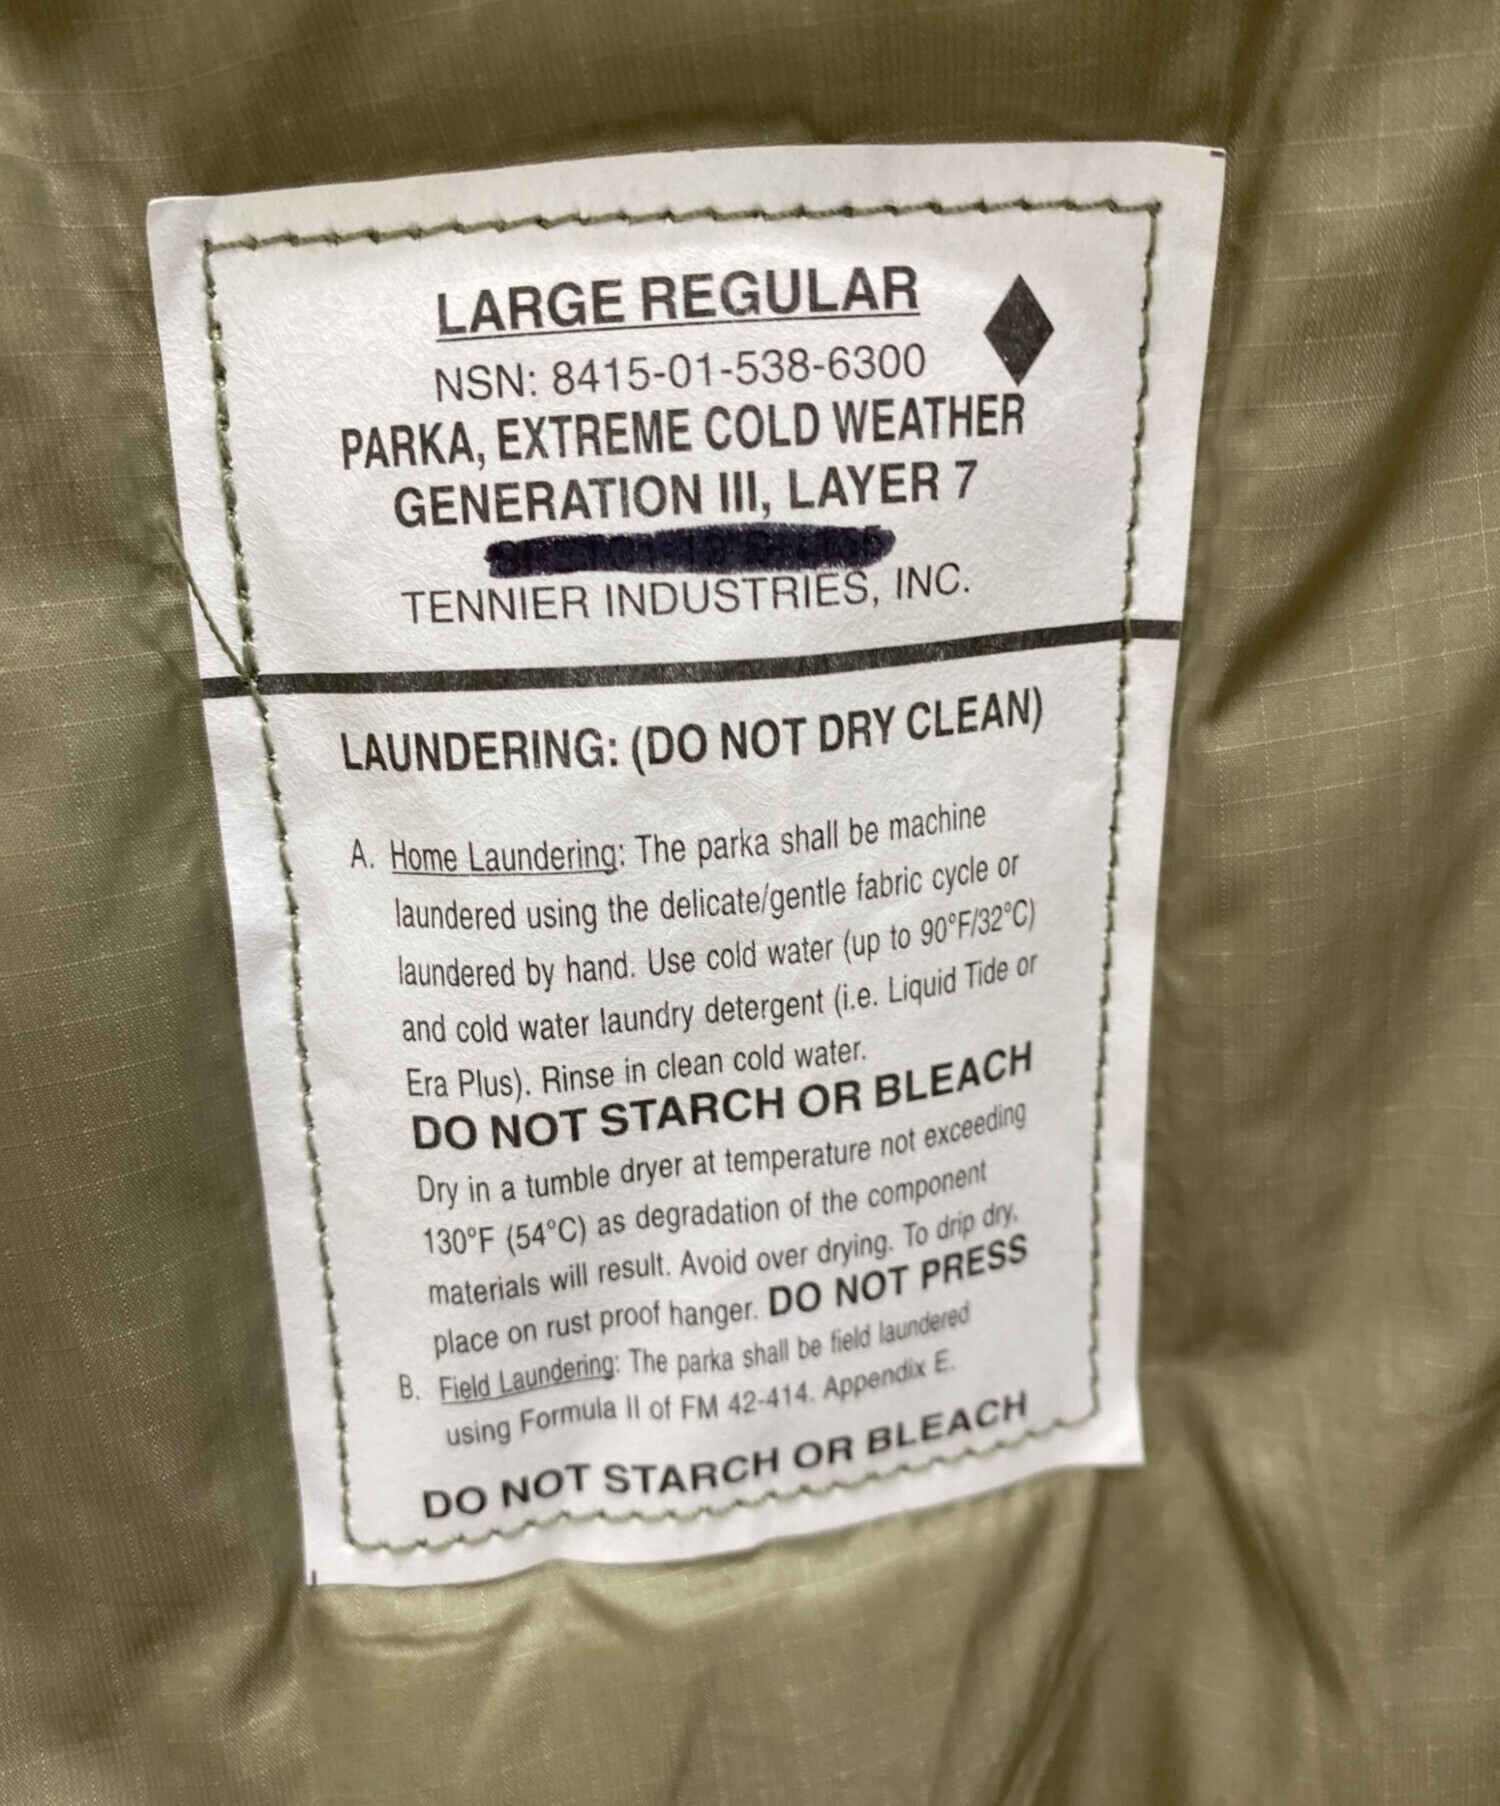 LARGE REGULAR
NSN: 8415-01-538-6300
PARKA, EXTREME COLD WEATHER
GENERATION III, LAYER 7
TENNIER INDUSTRIES, INC.
LAUNDERING: (DO NOT DRY CLEAN)
A. Home Laundering: The parka shall be machine
laundered using the delicate/gentle fabric cycle or
laundered by hand. Use cold water (up to 90°F/32°C)
and cold water laundry detergent (i.e. Liquid Tide or
Era Plus). Rinse in clean cold water.
DO NOT STARCH OR BLEACH
Dry in a tumble dryer at temperature not exceeding
130°F (54°C) as degradation of the component
materials will result. Avoid over drying. To drip dry,
place on rust proof hanger. DO NOT PRESS
B. Field Laundering: The parka shall be field laundered
using Formula II of FM 42-414. Appendix E.
DO NOT STARCH OR BLEACH